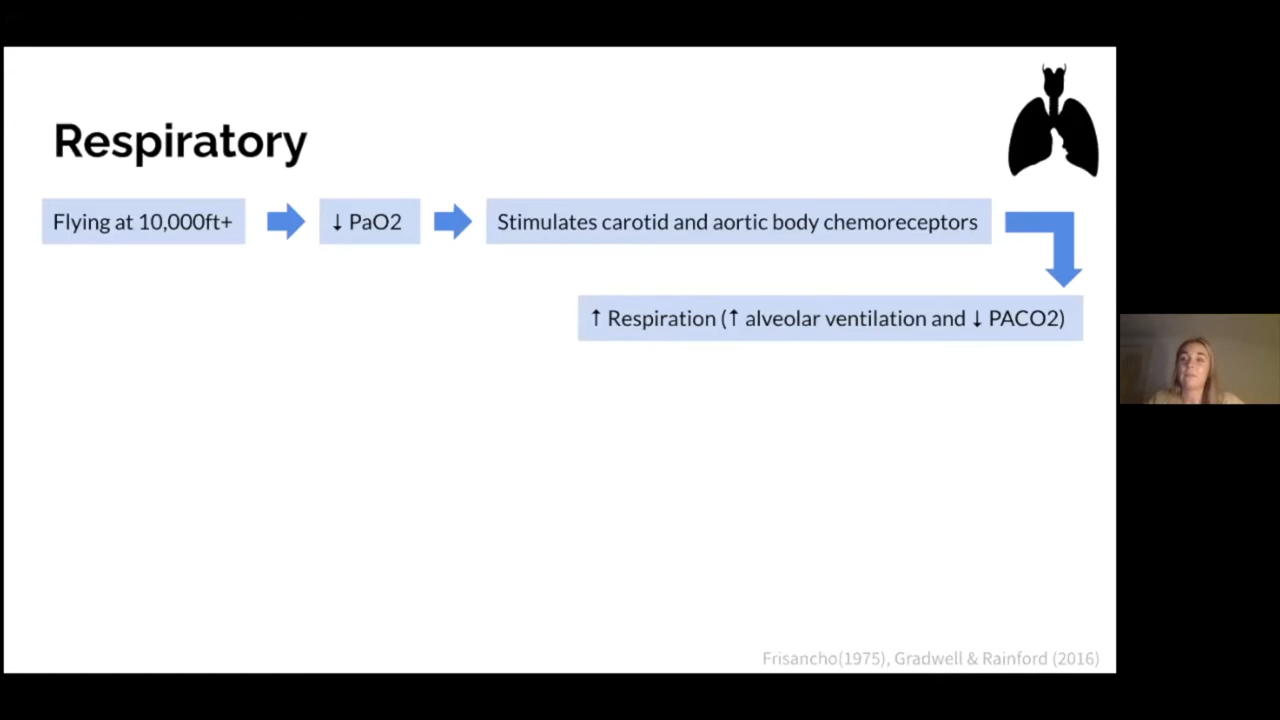 Respiratory
Flying at 10,000ft+
↓ PaO2
Stimulates carotid and aortic body chemoreceptors
↑ Respiration (↑ alveolar ventilation and ↓ PACO2)
Frisancho(1975), Gradwell & Rainford (2016)